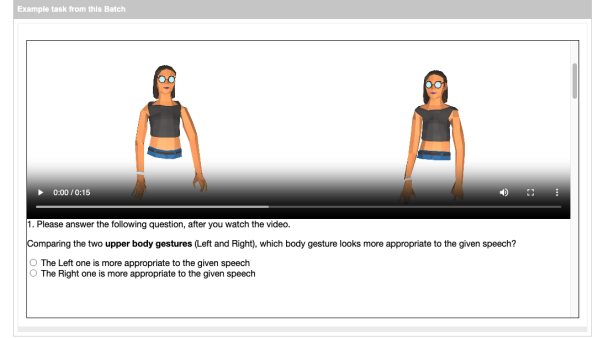 Example task from this Batch
0:00 / 0:15
1. Please answer the following question, after you watch the video.
Comparing the two upper body gestures (Left and Right), which body gesture looks more appropriate to the given speech?
The Left one is more appropriate to the given speech
The Right one is more appropriate to the given speech